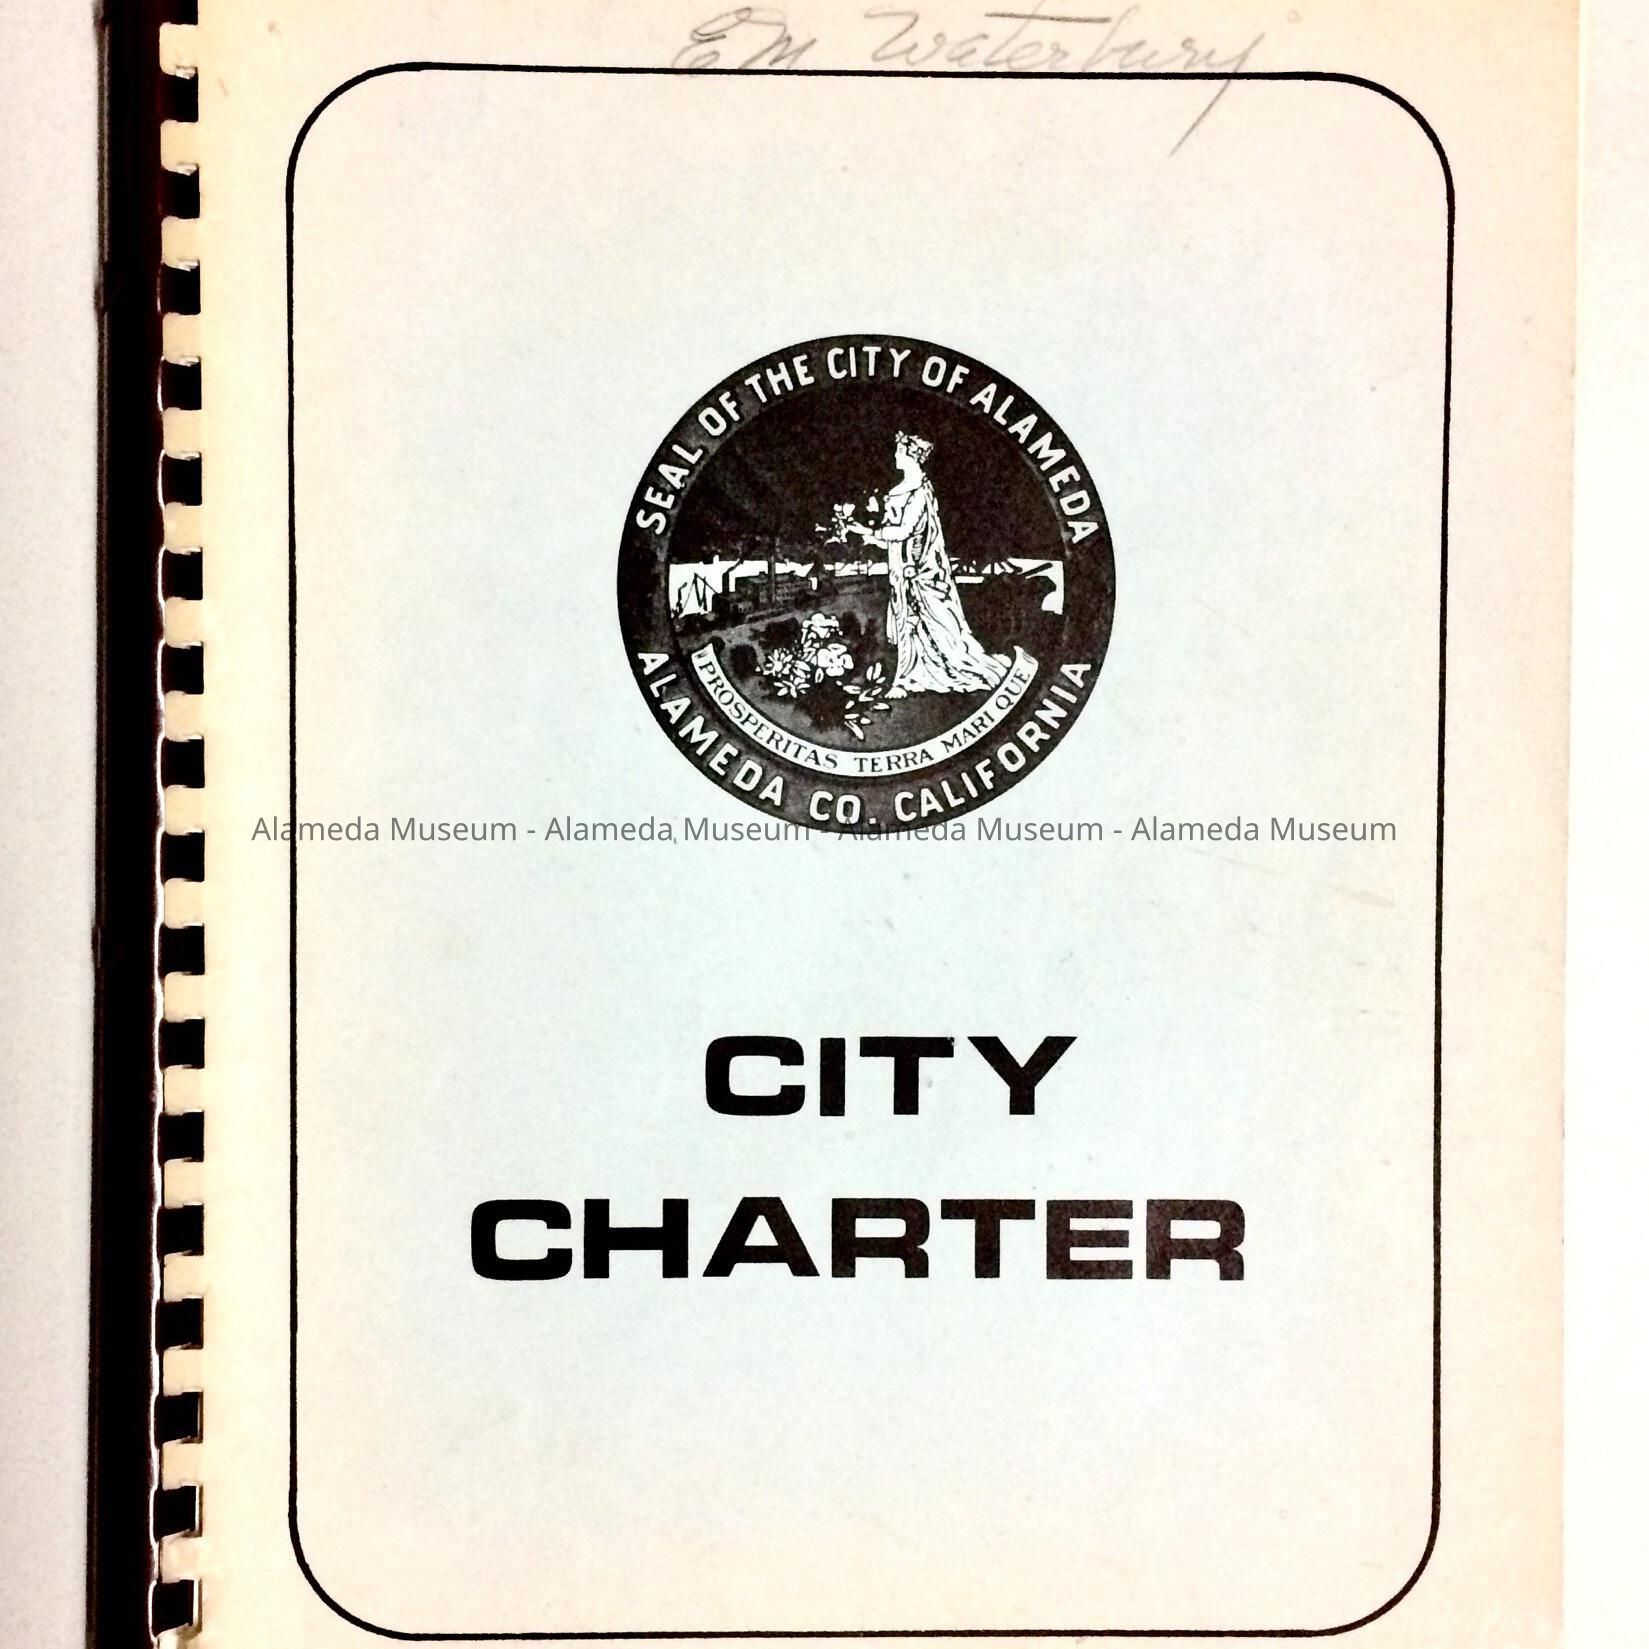 EM Waterbury
SEAL OF THE CITY OF ALAMEDA
PROSPERITAS TERRA MARI QUE
ALAMEDA CO. CALIFORNIA
Alameda Museum - Alameda Museum - Alameda Museum - Alameda Museum
CITY
CHARTER